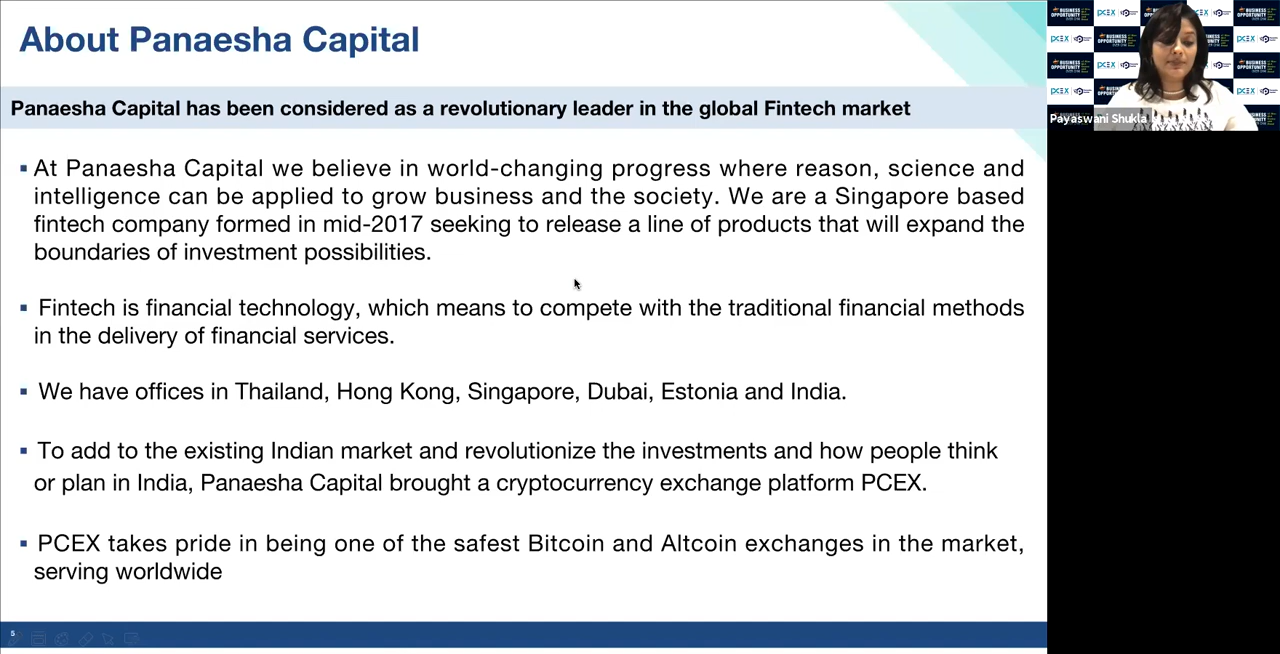 About Panaesha Capital
Panaesha Capital has been considered as a revolutionary leader in the global Fintech market
▪ At Panaesha Capital we believe in world-changing progress where reason, science and
intelligence can be applied to grow business and the society. We are a Singapore based
fintech company formed in mid-2017 seeking to release a line of products that will expand the
boundaries of investment possibilities.
▪ Fintech is financial technology, which means to compete with the traditional financial methods
in the delivery of financial services.
▪ We have offices in Thailand, Hong Kong, Singapore, Dubai, Estonia and India.
▪ To add to the existing Indian market and revolutionize the investments and how people think
or plan in India, Panaesha Capital brought a cryptocurrency exchange platform PCEX.
▪ PCEX takes pride in being one of the safest Bitcoin and Altcoin exchanges in the market,
serving worldwide
5
BUSINESS OPPORTUNITY
PCEX
Payaswani Shukla